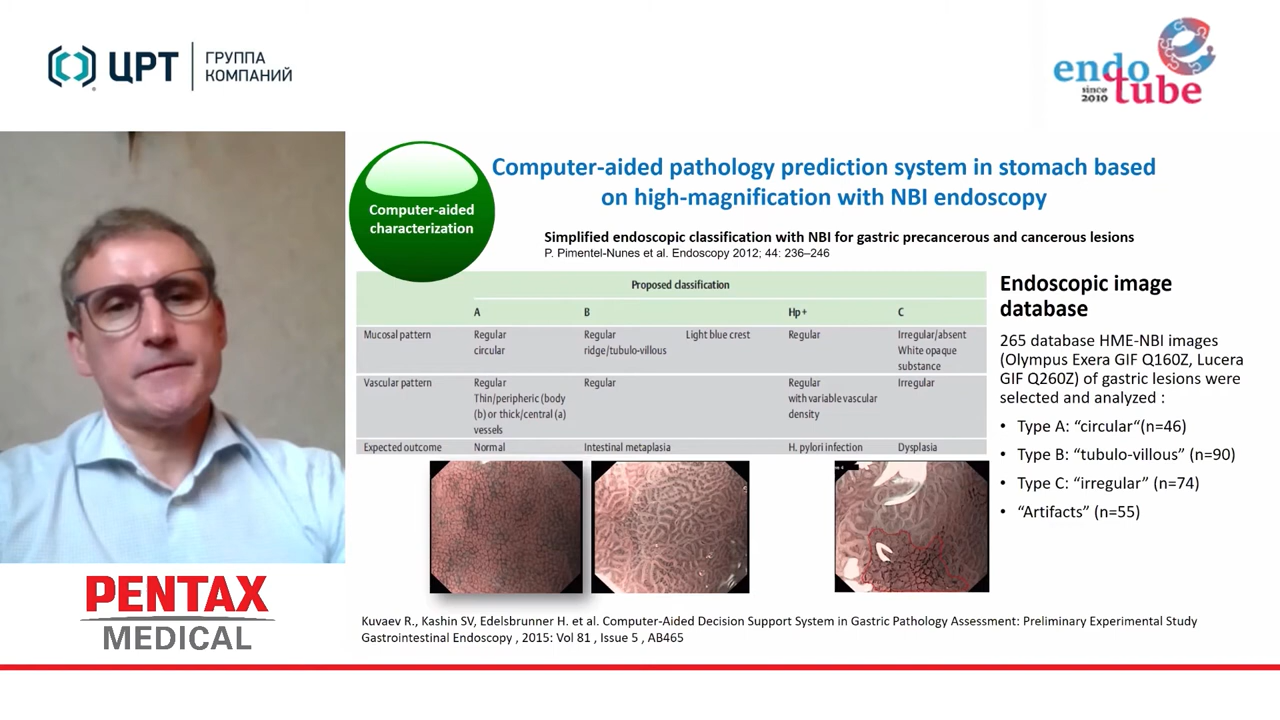 ЦРТ
ГРУППА
КОМПАНИЙ
endo
since
2010
tube
Computer-aided
characterization
Computer-aided pathology prediction system in stomach based
on high-magnification with NBI endoscopy
Simplified endoscopic classification with NBI for gastric precancerous and cancerous lesions
P. Pimentel-Nunes et al. Endoscopy 2012; 44: 236–246
Proposed classification
A B Hp+ C
Mucosal pattern Regular Regular Light blue crest Regular Irregular/absent
circular ridge/tubulo-villous White opaque
substance
Vascular pattern Regular Regular Regular Irregular
Thin/peripheric (body with variable vascular
(b) or thick/central (a) density
vessels
Expected outcome Normal Intestinal metaplasia H. pylori infection Dysplasia
Endoscopic image
database
265 database HME-NBI images
(Olympus Exera GIF Q160Z, Lucera
GIF Q260Z) of gastric lesions were
selected and analyzed :
• Type A: “circular“(n=46)
• Type B: “tubulo-villous” (n=90)
• Type C: “irregular” (n=74)
• “Artifacts” (n=55)
PENTAX
MEDICAL
Kuvaev R., Kashin SV, Edelsbrunner H. et al. Computer-Aided Decision Support System in Gastric Pathology Assessment: Preliminary Experimental Study
Gastrointestinal Endoscopy , 2015: Vol 81 , Issue 5 , AB465